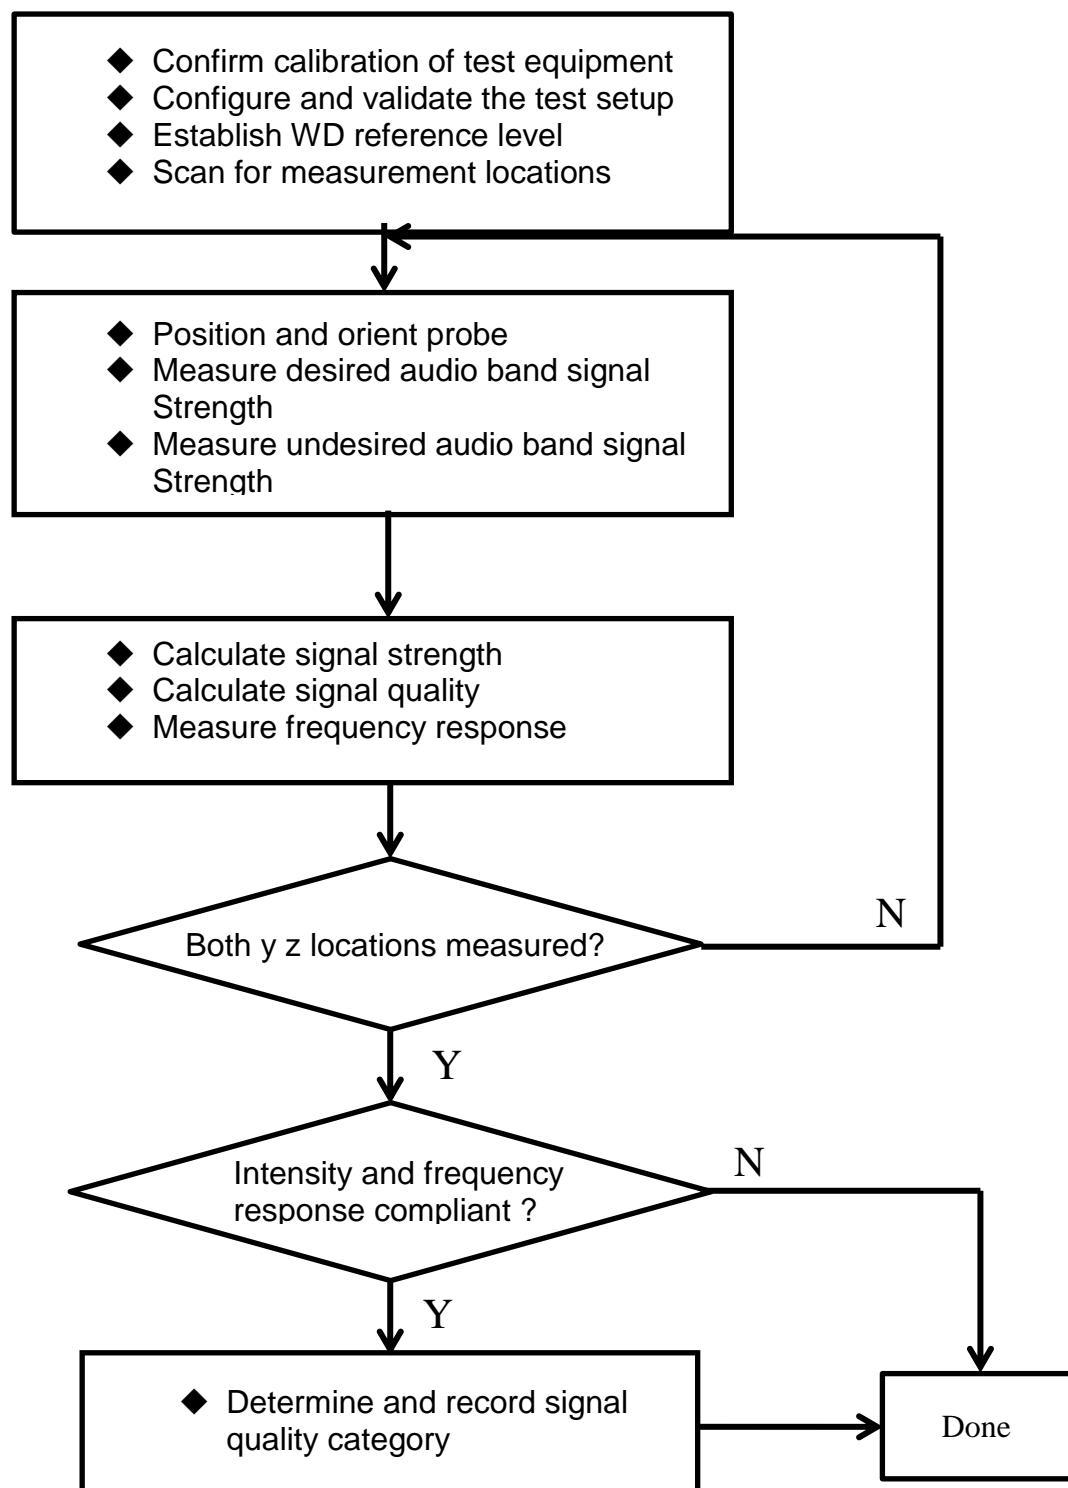 ◆ Confirm calibration of test equipment
◆ Configure and validate the test setup
◆ Establish WD reference level
◆ Scan for measurement locations
◆ Position and orient probe
◆ Measure desired audio band signal
Strength
◆ Measure undesired audio band signal
Strength
◆ Calculate signal strength
◆ Calculate signal quality
◆ Measure frequency response
Both y z locations measured?
N
Y
Intensity and frequency
response compliant ?
N
Y
◆ Determine and record signal
quality category
Done